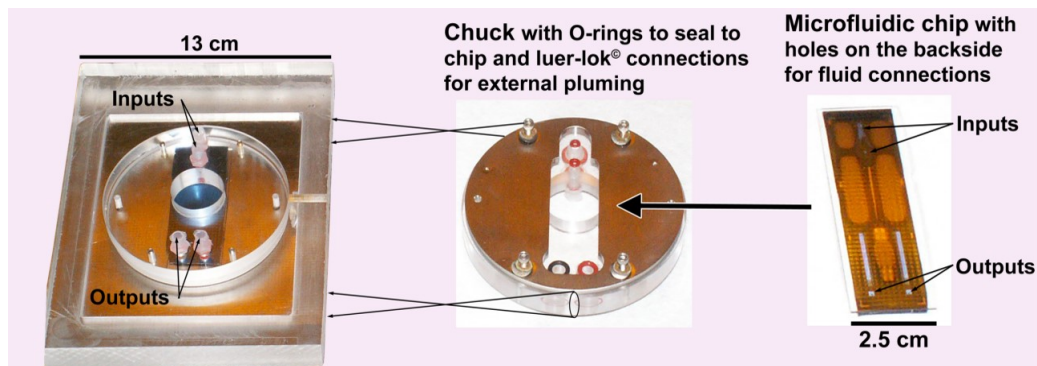 13 cm
Inputs
Outputs
Chuck with O-rings to seal to
chip and luer-lok© connections
for external pluming
Microfluidic chip with
holes on the backside
for fluid connections
Inputs
Outputs
2.5 cm